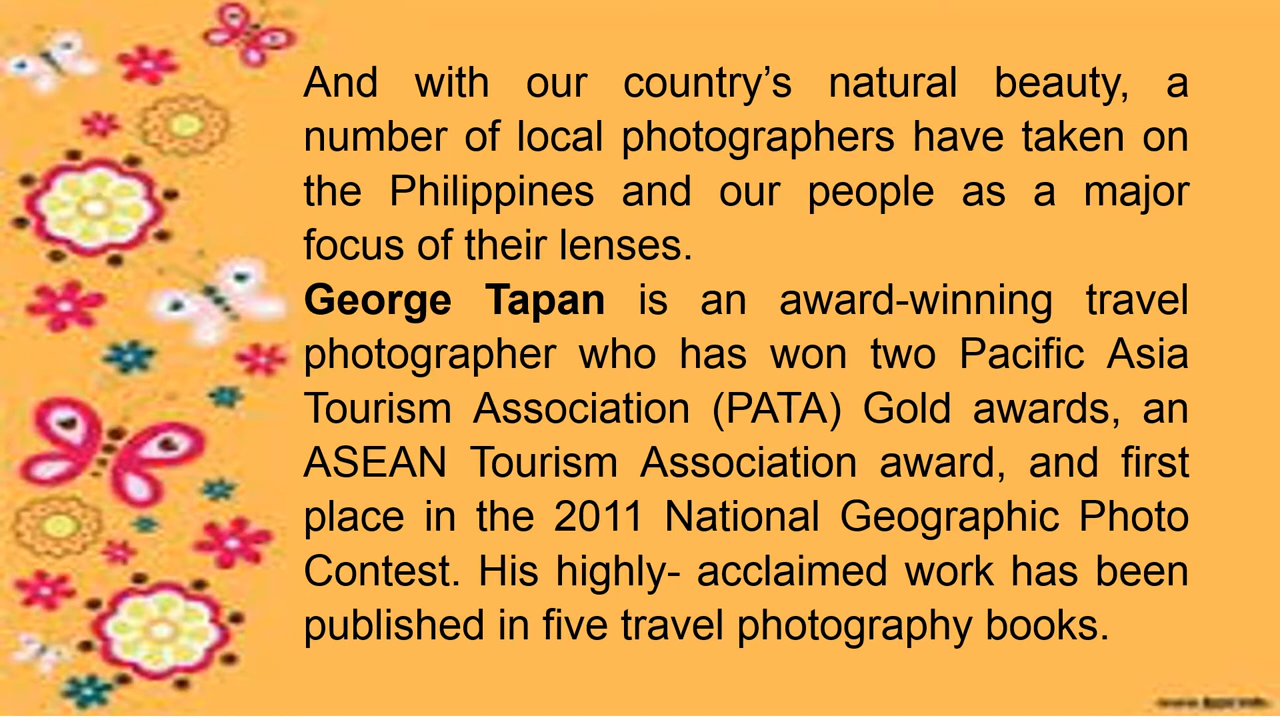 And with our country’s natural beauty, a
number of local photographers have taken on
the Philippines and our people as a major
focus of their lenses.
George Tapan is an award-winning travel
photographer who has won two Pacific Asia
Tourism Association (PATA) Gold awards, an
ASEAN Tourism Association award, and first
place in the 2011 National Geographic Photo
Contest. His highly- acclaimed work has been
published in five travel photography books.